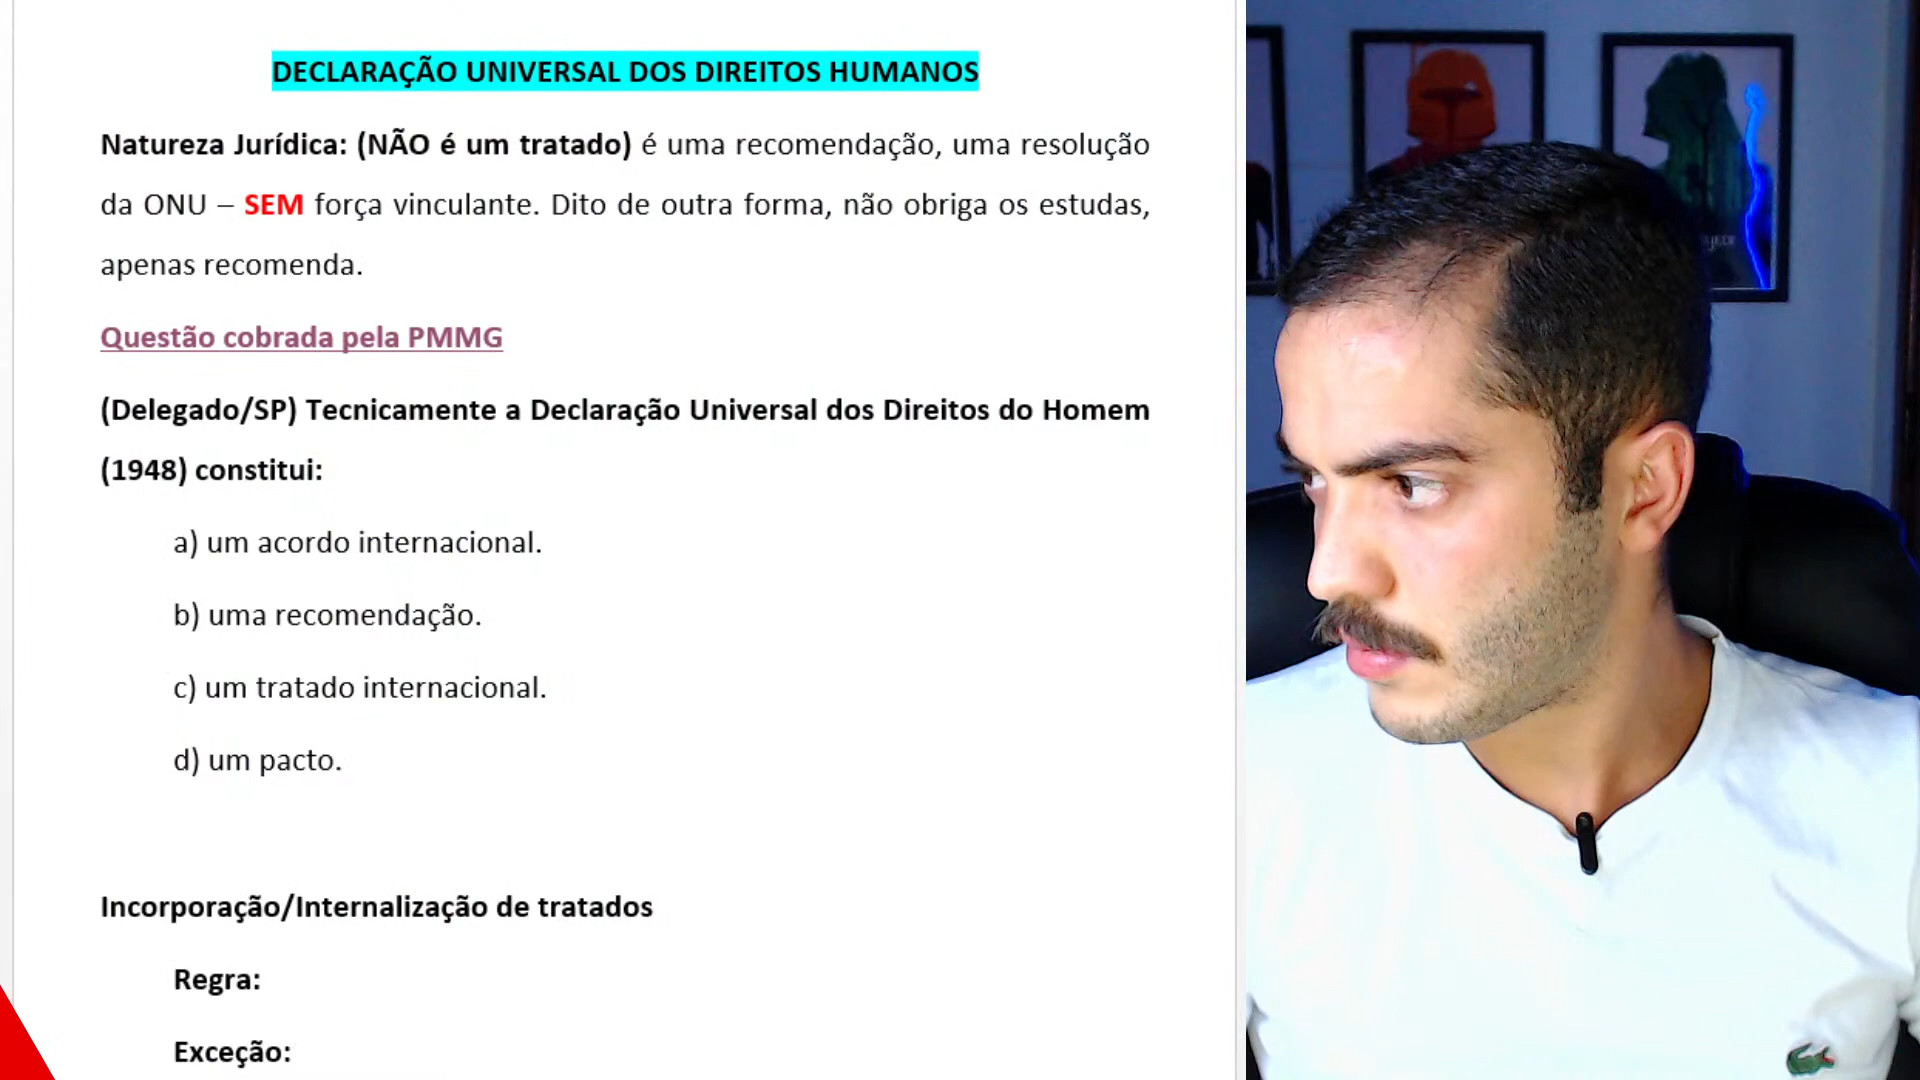 DECLARAÇÃO UNIVERSAL DOS DIREITOS HUMANOS
Natureza Jurídica: (NÃO é um tratado) é uma recomendação, uma resolução
da ONU – SEM força vinculante. Dito de outra forma, não obriga os estudas,
apenas recomenda.
Questão cobrada pela PMMG
(Delegado/SP) Tecnicamente a Declaração Universal dos Direitos do Homem
(1948) constitui:
a) um acordo internacional.
b) uma recomendação.
c) um tratado internacional.
d) um pacto.
Incorporação/Internalização de tratados
Regra:
Exceção: